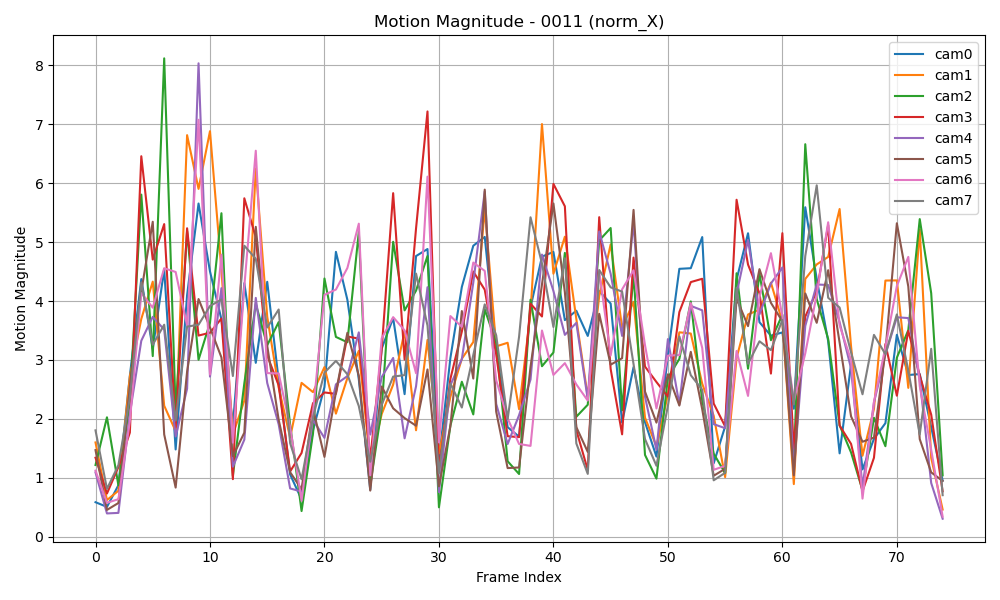 Motion Magnitude - 0011 (norm_X)
8
7
6
5
4
3
2
1
0
Motion Magnitude
0 10 20 30 40 50 60 70
Frame Index
cam0
cam1
cam2
cam3
cam4
cam5
cam6
cam7